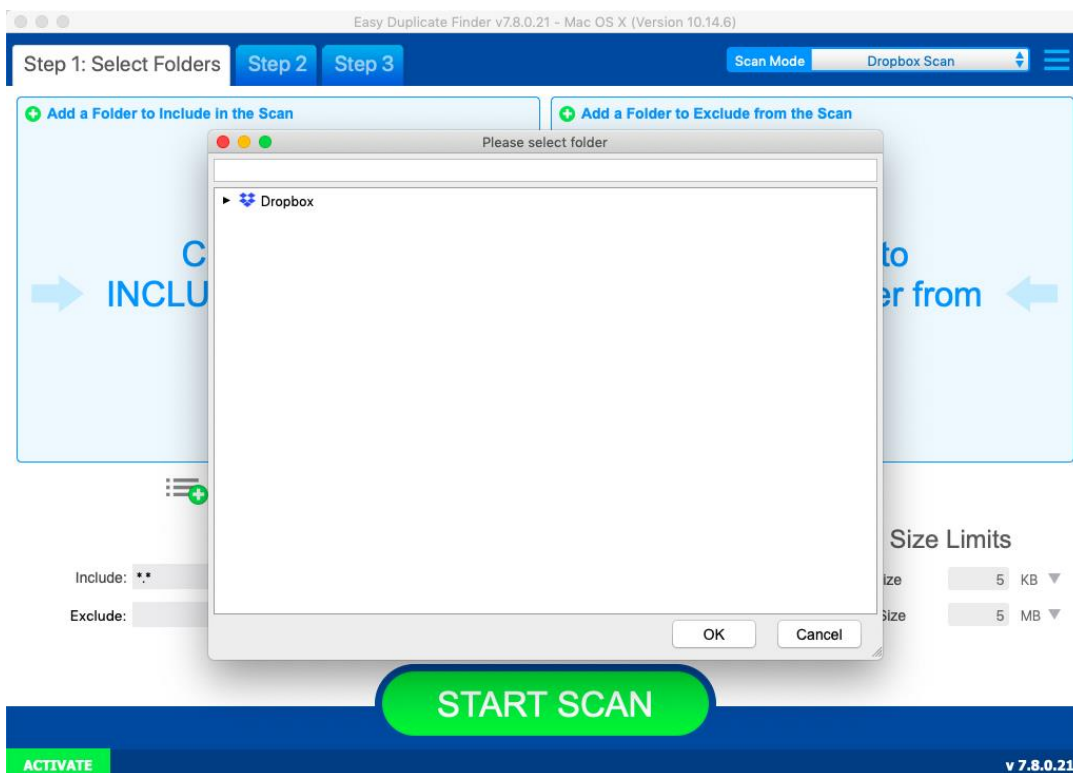 Easy Duplicate Finder v7.8.0.21 - Mac OS X (Version 10.14.6)
Step 1: Select Folders Step 2 Step 3 Scan Mode Dropbox Scan
Add a Folder to Include in the Scan Add a Folder to Exclude from the Scan
Please select folder
Dropbox
C to
INCLU er from
Size Limits
Include: *.* ize 5 KB
Exclude: Size 5 MB
OK Cancel
START SCAN
ACTIVATE v 7.8.0.21